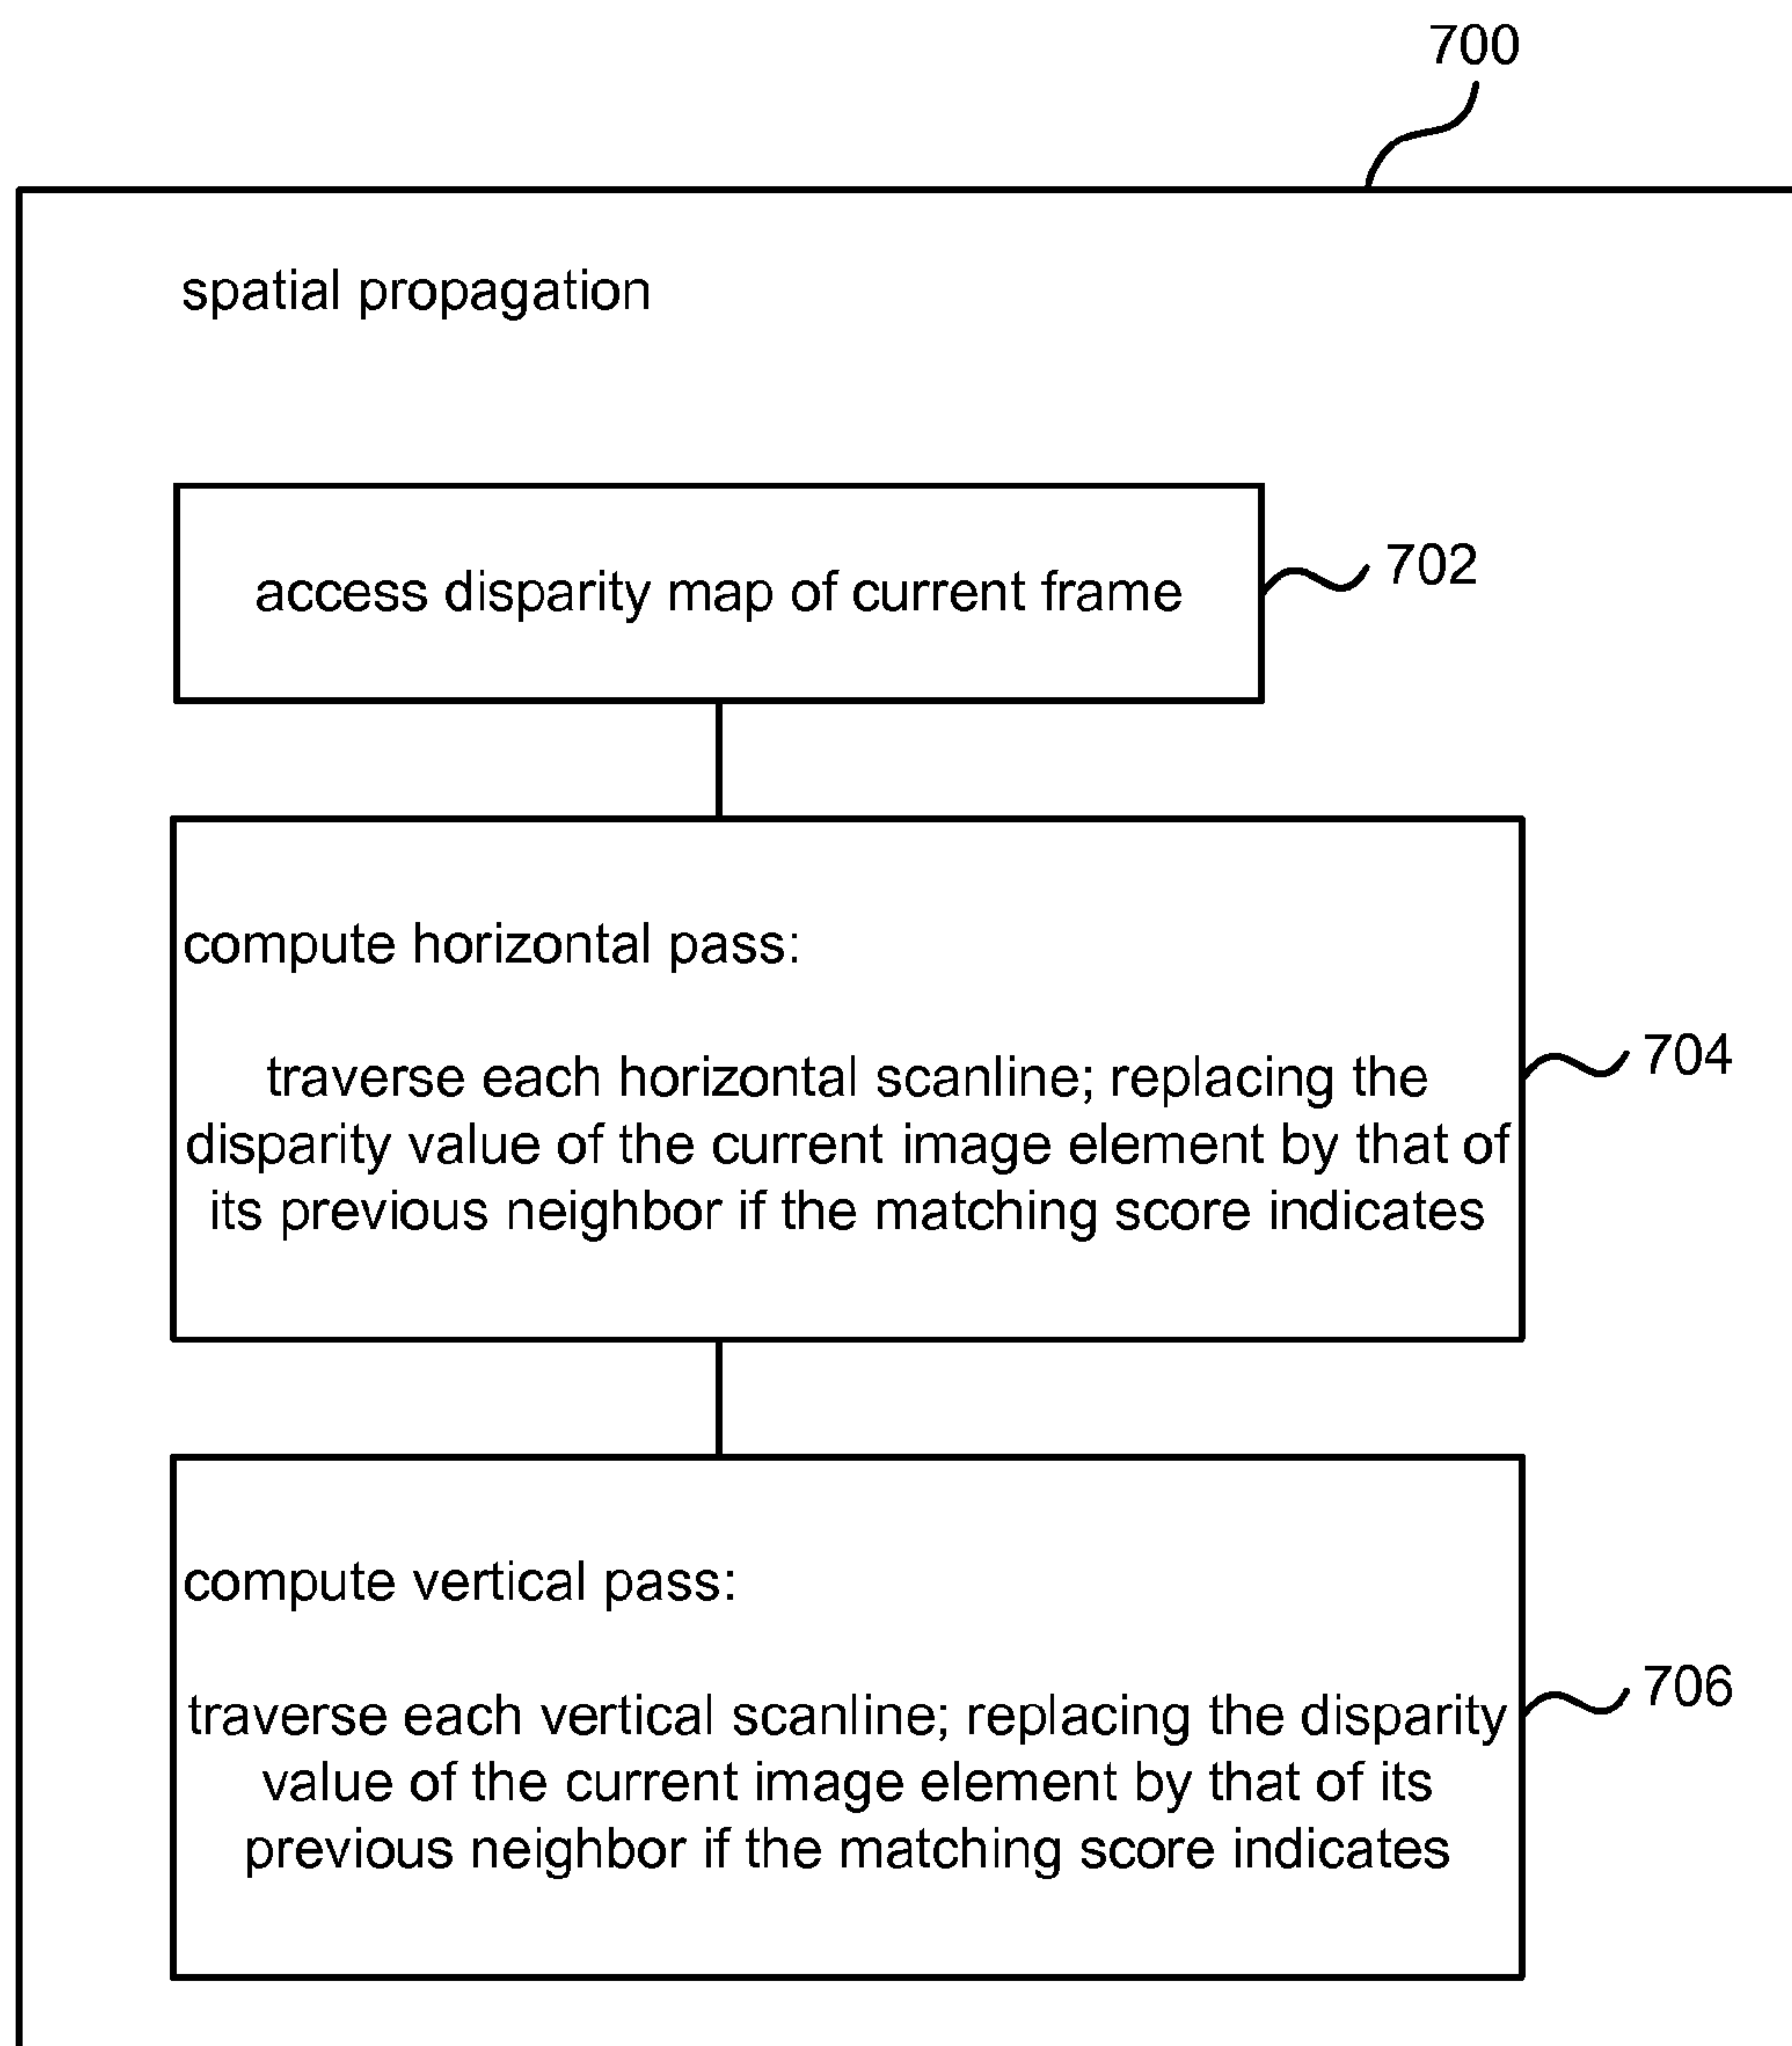 700
spatial propagation
access disparity map of current frame
702
compute horizontal pass:
traverse each horizontal scanline; replacing the
disparity value of the current image element by that of
its previous neighbor if the matching score indicates
704
compute vertical pass:
traverse each vertical scanline; replacing the disparity
value of the current image element by that of its
previous neighbor if the matching score indicates
706